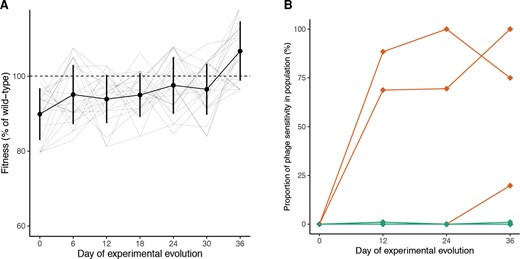 A
Fitness (% of wild−type)
100
80
60
0 6 12 18 24 30 36
Day of experimental evolution
B
Proportion of phage sensitivity in population (%)
100
75
50
25
0
0 12 24 36
Day of experimental evolution